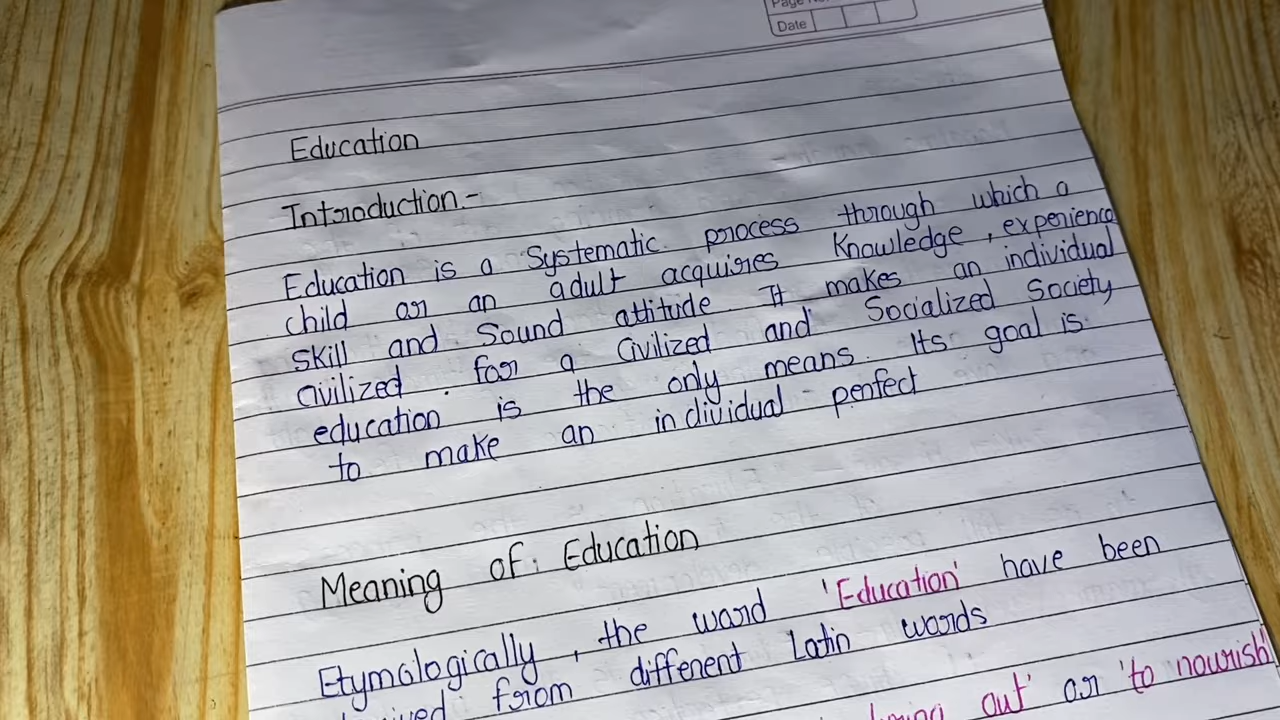 Page No.
Date
Education
Introduction-
Education is a Systematic process through which a
child or an adult acquires Knowledge, experience
skill and Sound attitude. It makes an individual
civilized. for a Civilized and Socialized Society
education is the only means. Its goal is
to make an individual perfect
Meaning of Education
Etymologically, the word 'Education' have been
from different Latin words
out' or 'to nourish'